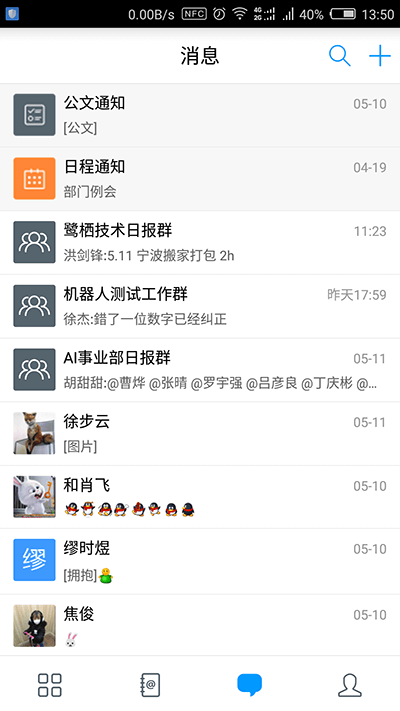 0.00B/s NFC 4G 2G 40% 13:50
消息
公文通知 05-10
[公文]
日程通知 04-19
部门例会
鹭栖技术日报群 11:23
洪剑锋:5.11 宁波搬家打包 2h
机器人测试工作群 昨天17:59
徐杰:錯了一位数字已经纠正
AI事业部日报群 05-11
胡甜甜:@曹烨 @张晴 @罗宇强 @吕彦良 @丁庆彬 @...
徐步云 05-11
[图片]
和肖飞 05-10
缪
缪时煜 05-10
[拥抱]
焦俊 05-10